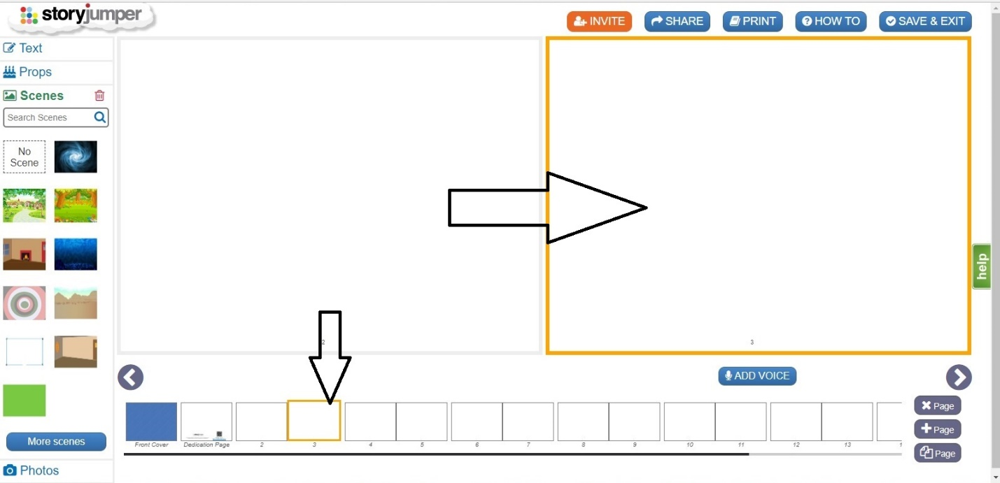 storyjumper
INVITE
SHARE
PRINT
HOW TO
SAVE & EXIT
Text
Props
Scenes
Search Scenes
No
Scene
More scenes
Photos
2
3
help
ADD VOICE
Front Cover
Dedication Page
2
3
4
5
6
7
8
9
10
11
12
13
Page
Page
Page